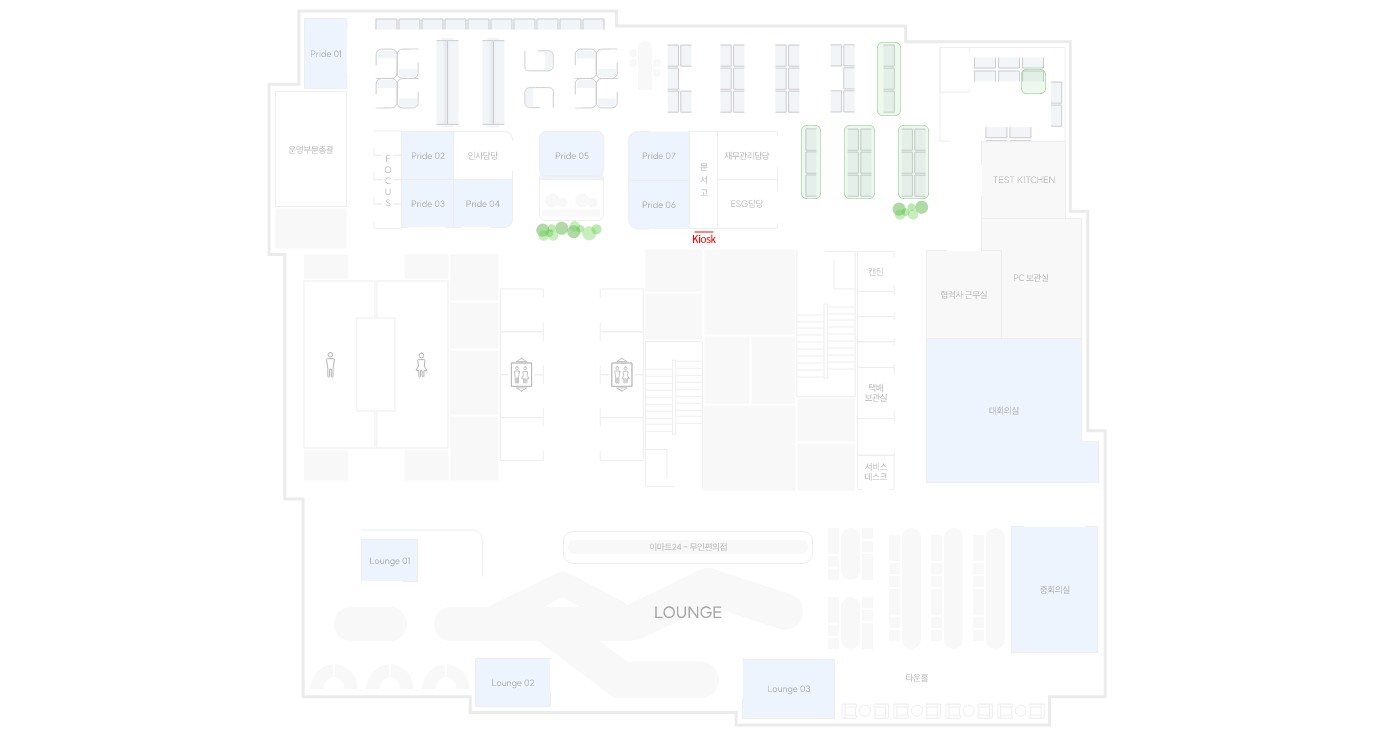 Pride 01
운영부문총괄
F
O
C
U
S
Pride 02
인사담당
Pride 03
Pride 04
Pride 05
Pride 07
Pride 06
문
서
고
재무관리담당
ESG담당
Kiosk
TEST KITCHEN
PC 보관실
협력사 근무실
칸틴
택배
보관실
서비스
데스크
대회의실
Lounge 01
이마트24 - 무인편의점
LOUNGE
중회의실
Lounge 02
Lounge 03
타운홀